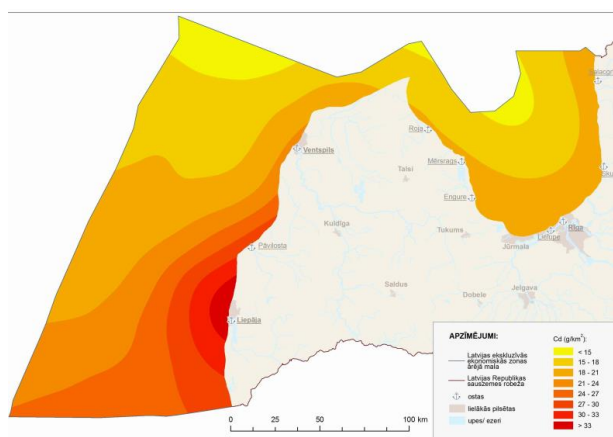 Salacgrīva
Roja
Ventspils
Mērsrags
Talsi
Engure
Kuldīga
Tukums
Rīga
Lielupe
Jūrmala
Pāvilosta
Saldus
Dobele
Jelgava
Liepāja
APZĪMĒJUMI:
Latvijas ekskluzīvās
ekonomiskās zonas
ārējā mala
Latvijas Republikas
sauszemes robeža
ostas
lielākās pilsētas
upes/ ezeri
Cd (g/km²)
< 15
15 - 18
18 - 21
21 - 24
24 - 27
27 - 30
30 - 33
> 33
0 25 50 100 km